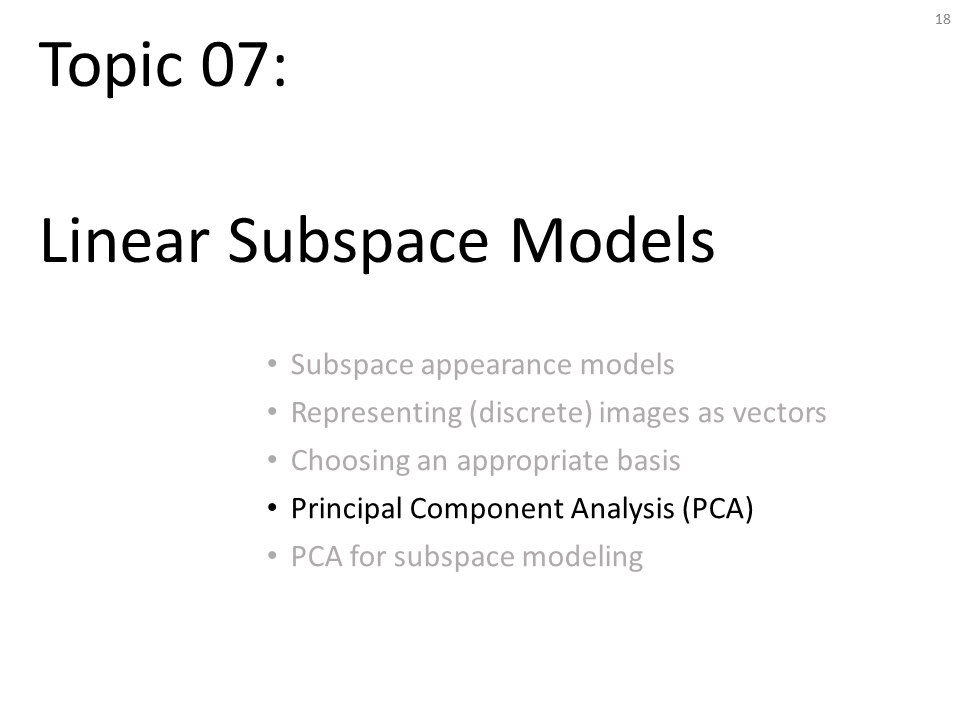 18
Topic 07:
Linear Subspace Models
• Subspace appearance models
• Representing (discrete) images as vectors
• Choosing an appropriate basis
• Principal Component Analysis (PCA)
• PCA for subspace modeling